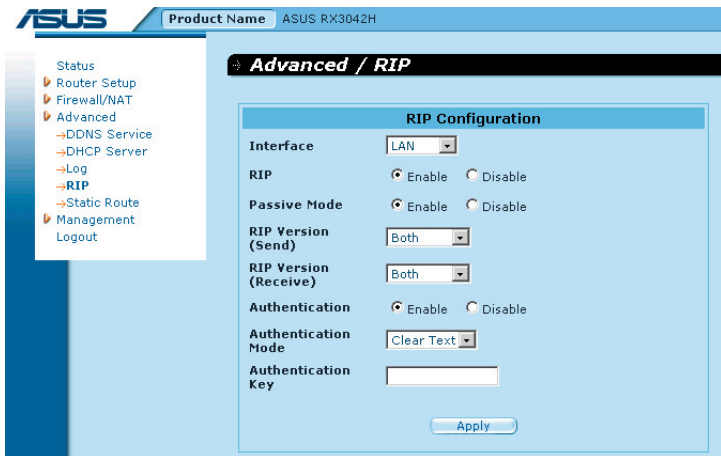 ASUS
Product Name ASUS RX3042H
Status
Router Setup
Firewall/NAT
Advanced
→DDNS Service
→DHCP Server
→Log
→RIP
→Static Route
Management
Logout
Advanced / RIP
RIP Configuration
Interface LAN
RIP Enable Disable
Passive Mode Enable Disable
RIP Version
(Send) Both
RIP Version
(Receive) Both
Authentication Enable Disable
Authentication
Mode Clear Text
Authentication
Key
Apply